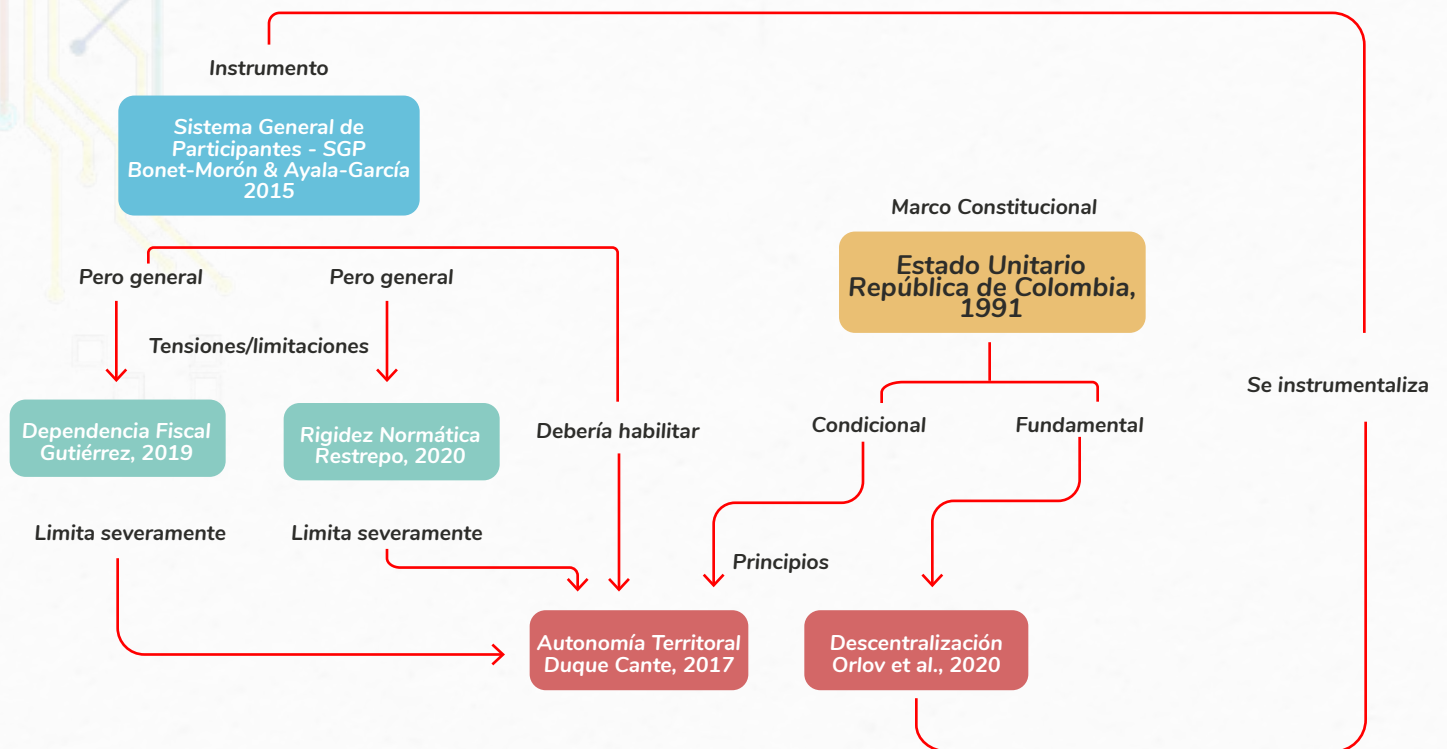 Instrumento
Sistema General de
Participantes - SGP
Bonet-Morón & Ayala-García
2015
Marco Constitucional
Estado Unitario
República de Colombia,
1991
Pero general
Pero general
Tensiones/limitaciones
Se instrumentaliza
Dependencia Fiscal
Gutiérrez, 2019
Rigidez Normática
Restrepo, 2020
Debería habilitar
Condicional
Fundamental
Limita severamente
Limita severamente
Principios
Autonomía Territoral
Duque Cante, 2017
Descentralización
Orlov et al., 2020